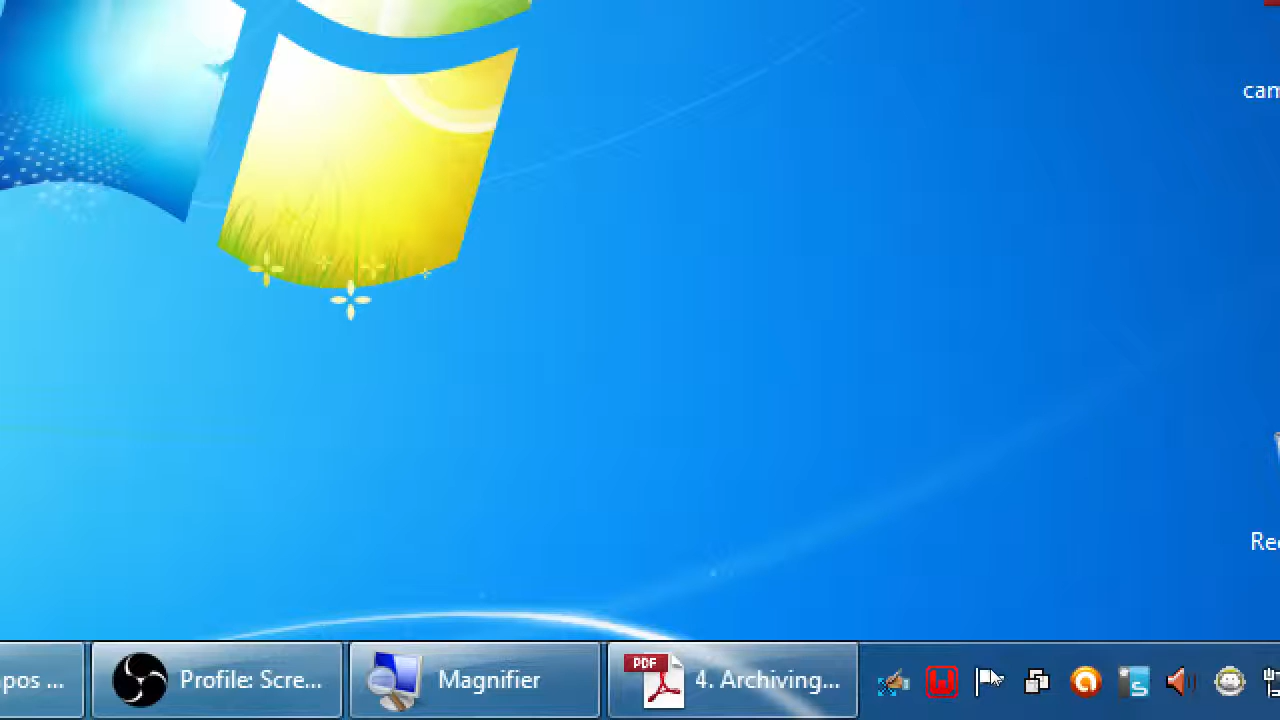 cam
Re
pos ...
Profile: Scre...
Magnifier
PDF
4. Archiving...
S